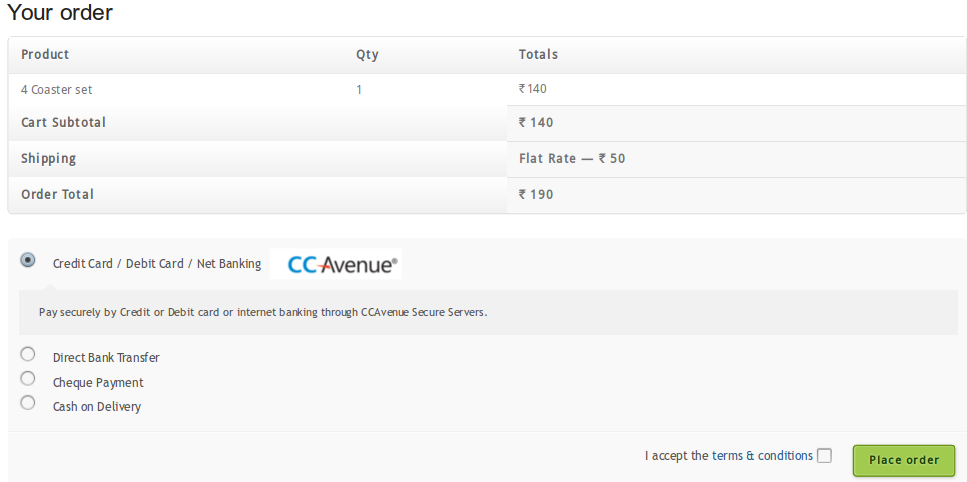 Your order
Product Qty Totals
4 Coaster set 1 ₹140
Cart Subtotal ₹ 140
Shipping Flat Rate — ₹ 50
Order Total ₹ 190
Credit Card / Debit Card / Net Banking CCAvenue®
Pay securely by Credit or Debit card or internet banking through CCAvenue Secure Servers.
Direct Bank Transfer
Cheque Payment
Cash on Delivery
I accept the terms & conditions Place order